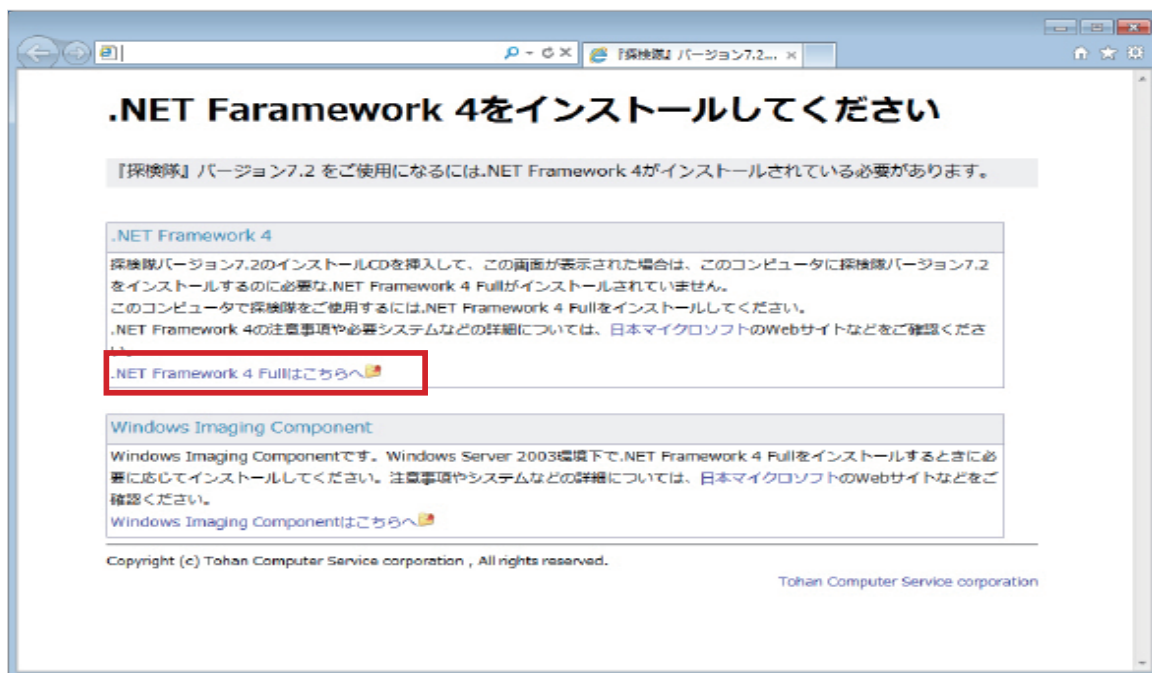 『探検隊』バージョン7.2...
.NET Faramework 4をインストールしてください
『探検隊』バージョン7.2 をご使用になるには.NET Framework 4がインストールされている必要があります。
.NET Framework 4
探検隊バージョン7.2のインストールCDを挿入して、この画面が表示された場合は、このコンピュータに探検隊バージョン7.2
をインストールするのに必要な.NET Framework 4 Fullがインストールされていません。
このコンピュータで探検隊をご使用するには.NET Framework 4 Fullをインストールしてください。
.NET Framework 4の注意事項や必要システムなどの詳細については、日本マイクロソフトのWebサイトなどをご確認くださ
い。
.NET Framework 4 Fullはこちらへ
Windows Imaging Component
Windows Imaging Componentです。Windows Server 2003環境下で.NET Framework 4 Fullをインストールするときに必
要に応じてインストールしてください。注意事項やシステムなどの詳細については、日本マイクロソフトのWebサイトなどをご
確認ください。
Windows Imaging Componentはこちらへ
Copyright (c) Tohan Computer Service corporation , All rights reserved.
Tohan Computer Service corporation